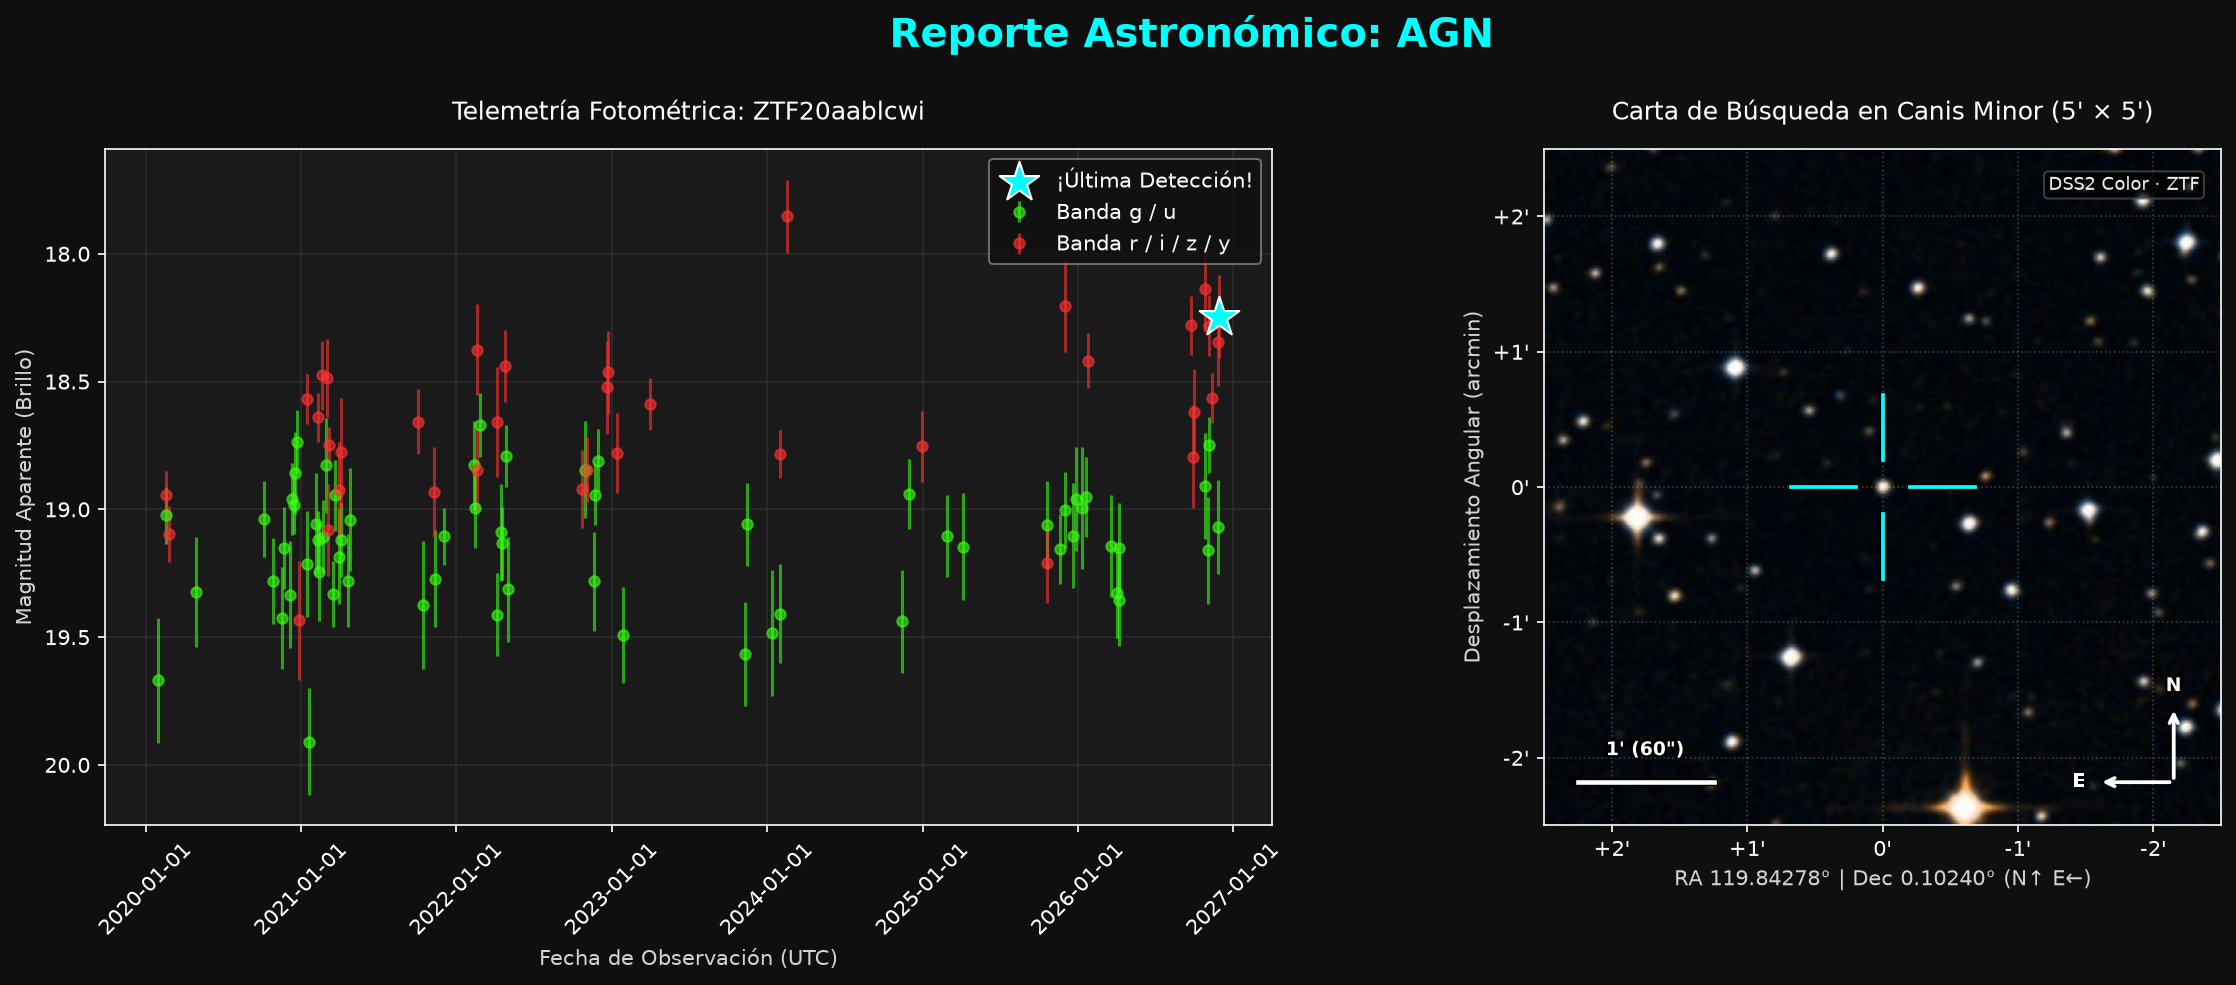 Reporte Astronómico: AGN
Telemetría Fotométrica: ZTF20aablcwi
Magnitud Aparente (Brillo)
18.0
18.5
19.0
19.5
20.0
¡Última Detección!
Banda g / u
Banda r / i / z / y
2020-01-01
2021-01-01
2022-01-01
2023-01-01
2024-01-01
2025-01-01
2026-01-01
2027-01-01
Fecha de Observación (UTC)
Carta de Búsqueda en Canis Minor (5' × 5')
Desplazamiento Angular (arcmin)
+2'
+1'
0'
-1'
-2'
DSS2 Color · ZTF
N
E
1' (60")
+2'
+1'
0'
-1'
-2'
RA 119.84278° | Dec 0.10240° (N↑ E←)